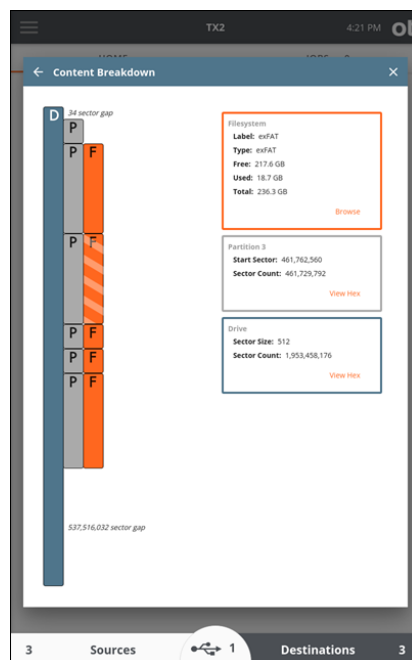 TX2
4:21 PM
Content Breakdown
D
34 sector gap
P
P F
P F
P F
P F
P F
537,516,032 sector gap
Filesystem
Label: exFAT
Type: exFAT
Free: 217.6 GB
Used: 18.7 GB
Total: 236.3 GB
Browse
Partition 3
Start Sector: 461,762,560
Sector Count: 461,729,792
View Hex
Drive
Sector Size: 512
Sector Count: 1,953,458,176
View Hex
3 Sources
1
Destinations 3